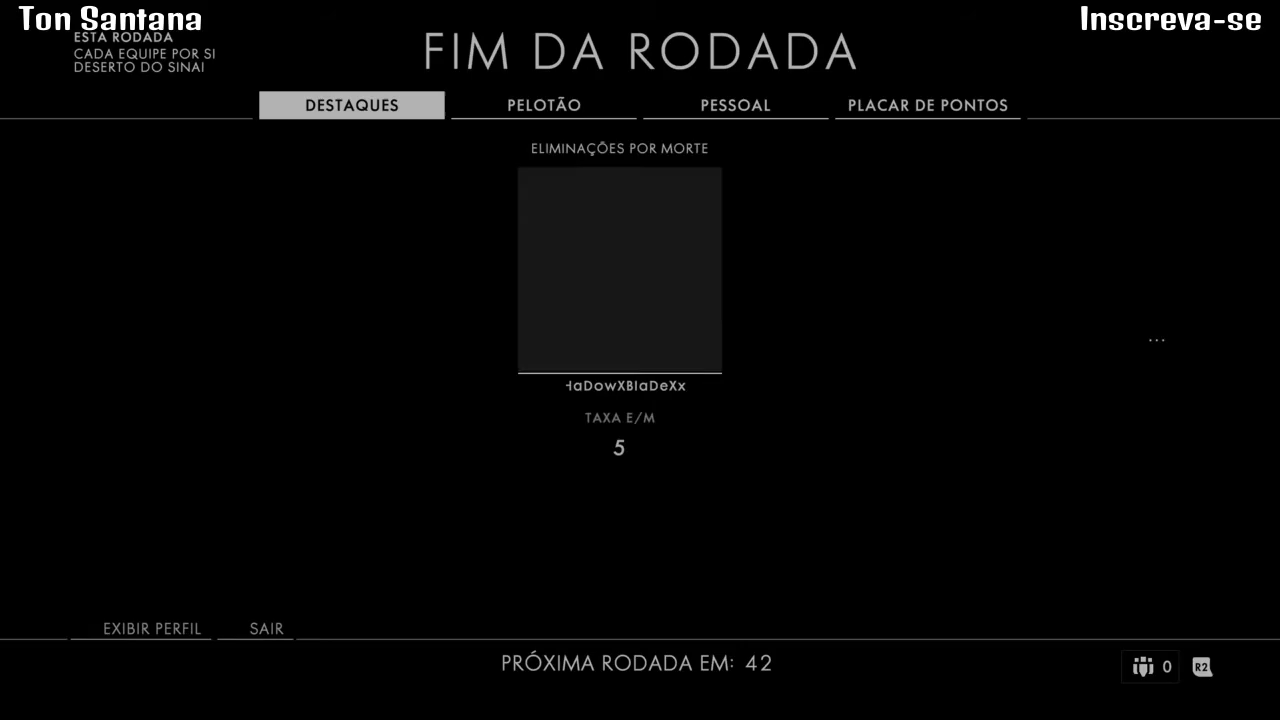 Ton Santana
Inscreva-se
ESTA RODADA
CADA EQUIPE POR SI
DESERTO DO SINAI
FIM DA RODADA
DESTAQUES
PELOTÃO
PESSOAL
PLACAR DE PONTOS
ELIMINAÇÕES POR MORTE
...
TAXA E/M
5
EXIBIR PERFIL
SAIR
PRÓXIMA RODADA EM: 42
0
R2